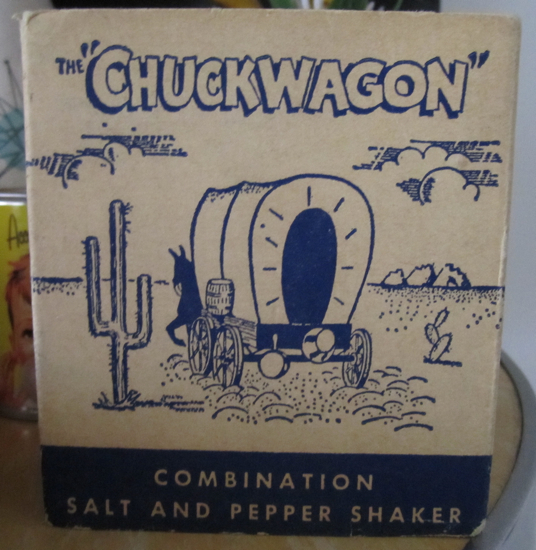 THE "CHUCKWAGON"
COMBINATION
SALT AND PEPPER SHAKER